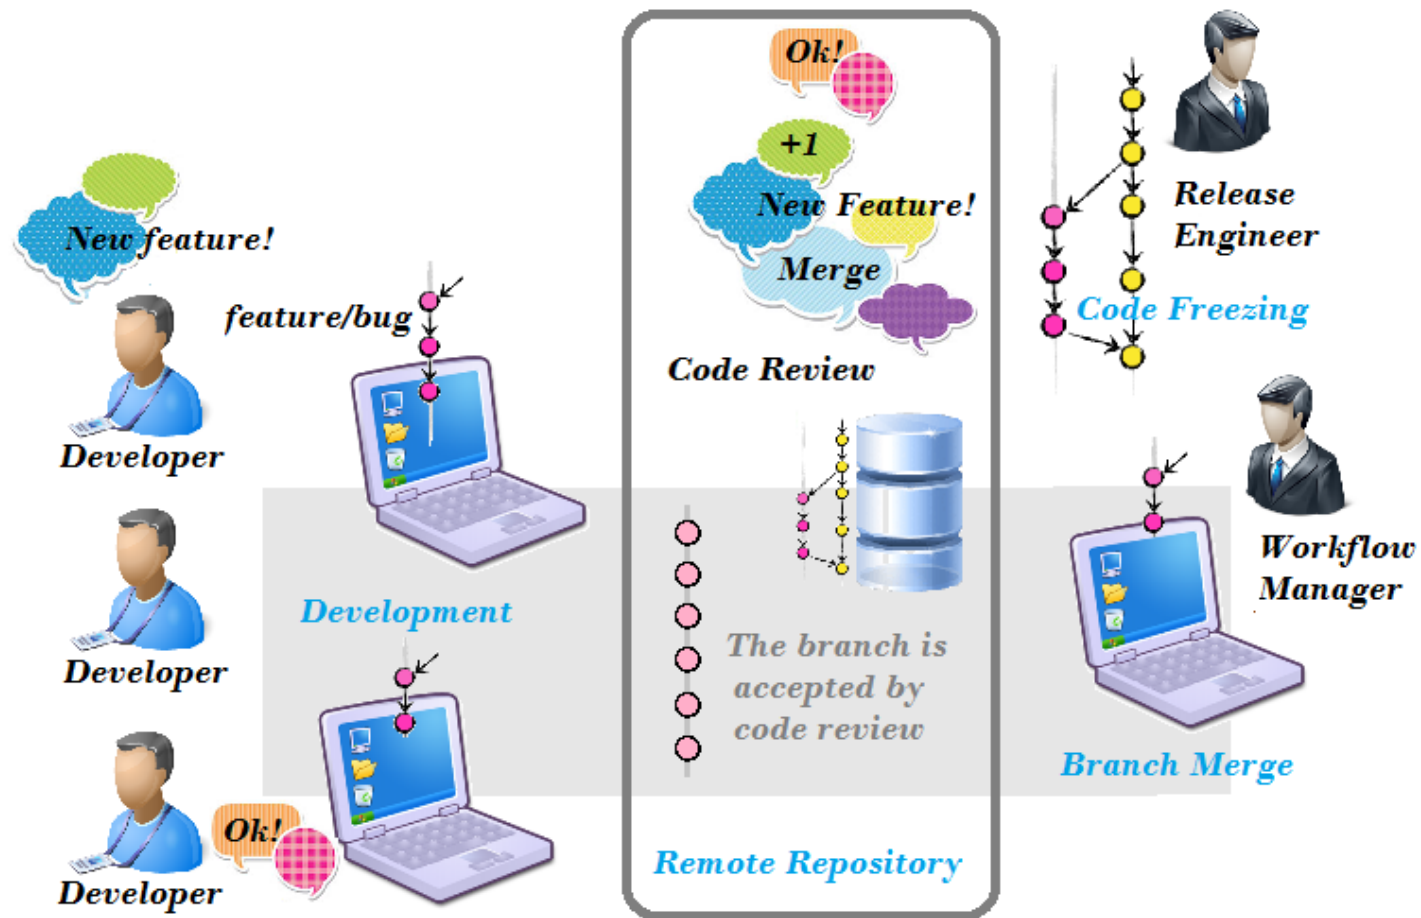 Ok!
+1
New Feature!
Merge
Code Review
New feature!
feature/bug
Developer
Developer
Developer
Ok!
Development
The branch is
accepted by
code review
Remote Repository
Release
Engineer
Code Freezing
Workflow
Manager
Branch Merge